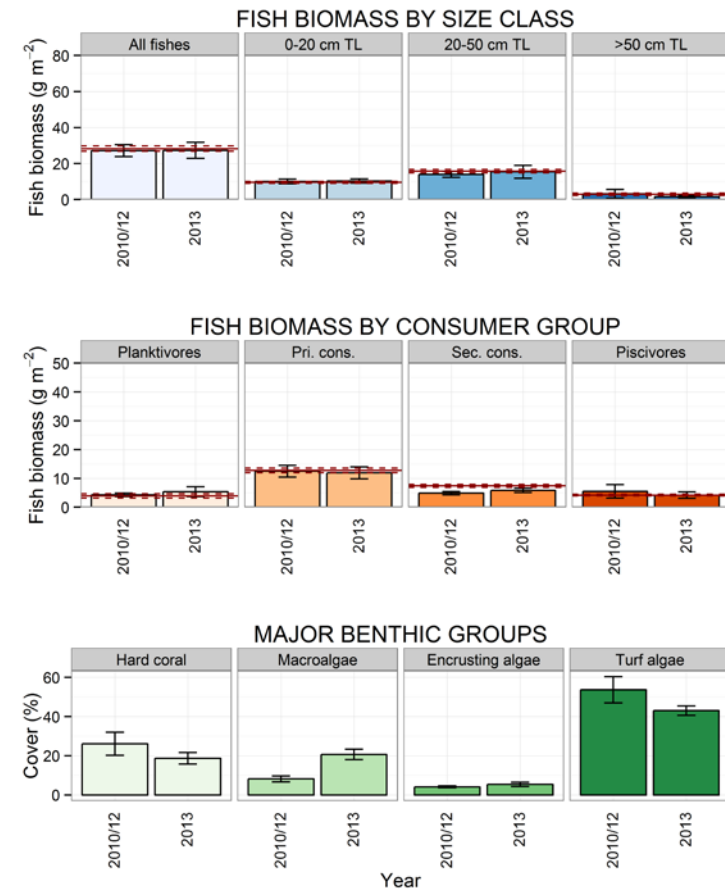 FISH BIOMASS BY SIZE CLASS
All fishes 0-20 cm TL 20-50 cm TL >50 cm TL
Fish biomass (g m⁻²)
80
60
40
20
0
2010/12 2013 2010/12 2013 2010/12 2013 2010/12 2013
FISH BIOMASS BY CONSUMER GROUP
Planktivores Pri. cons. Sec. cons. Piscivores
Fish biomass (g m⁻²)
50
40
30
20
10
0
2010/12 2013 2010/12 2013 2010/12 2013 2010/12 2013
MAJOR BENTHIC GROUPS
Hard coral Macroalgae Encrusting algae Turf algae
Cover (%)
60
40
20
0
2010/12 2013 2010/12 2013 2010/12 2013 2010/12 2013
Year